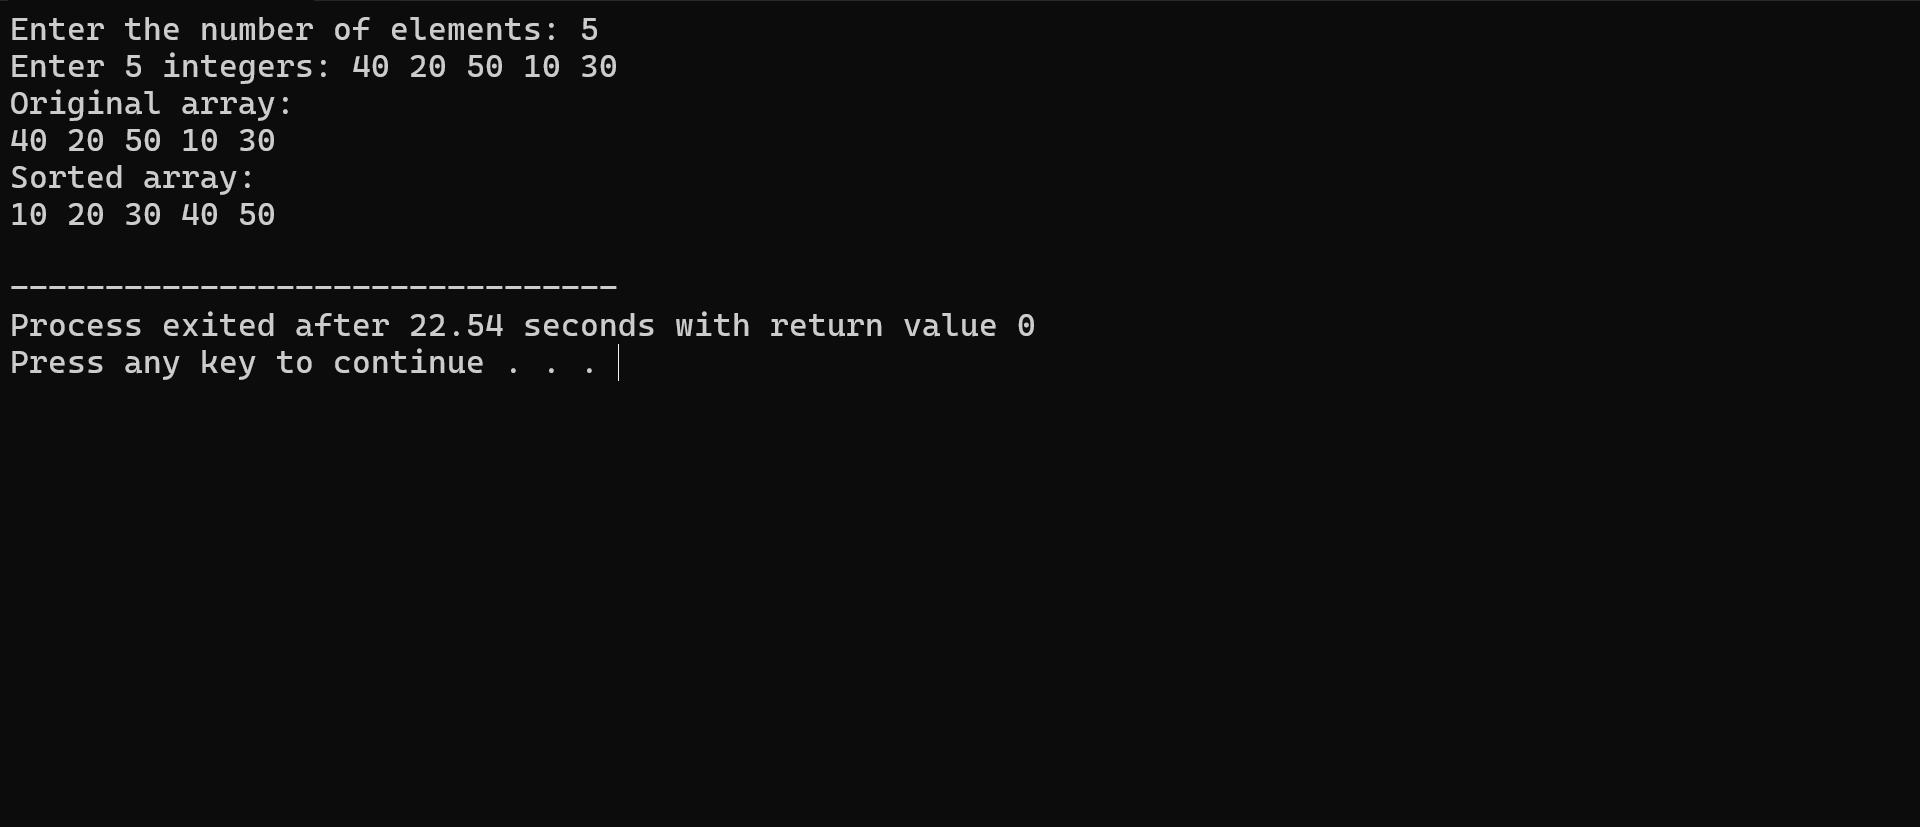 Enter the number of elements: 5
Enter 5 integers: 40 20 50 10 30
Original array:
40 20 50 10 30
Sorted array:
10 20 30 40 50
--------------------------------
Process exited after 22.54 seconds with return value 0
Press any key to continue . . .